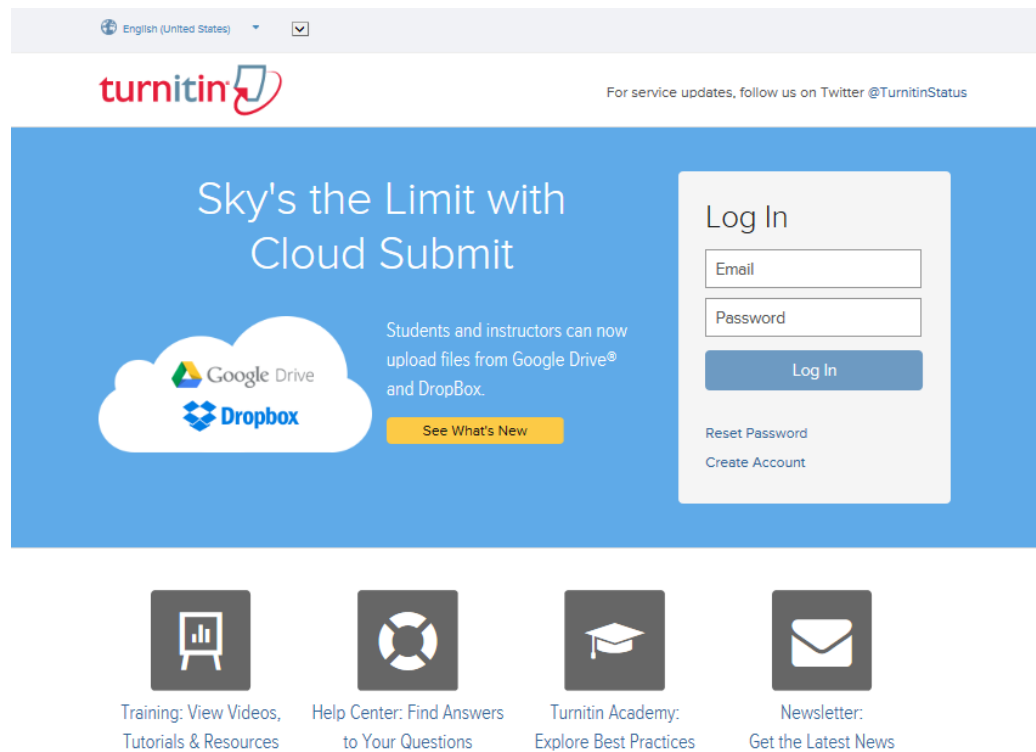 English (United States)
turnitin
For service updates, follow us on Twitter @TurnitinStatus
Sky's the Limit with
Cloud Submit
Google Drive
Dropbox
Students and instructors can now
upload files from Google Drive®
and DropBox.
See What's New
Log In
Email
Password
Log In
Reset Password
Create Account
Training: View Videos,
Tutorials & Resources
Help Center: Find Answers
to Your Questions
Turnitin Academy:
Explore Best Practices
Newsletter:
Get the Latest News